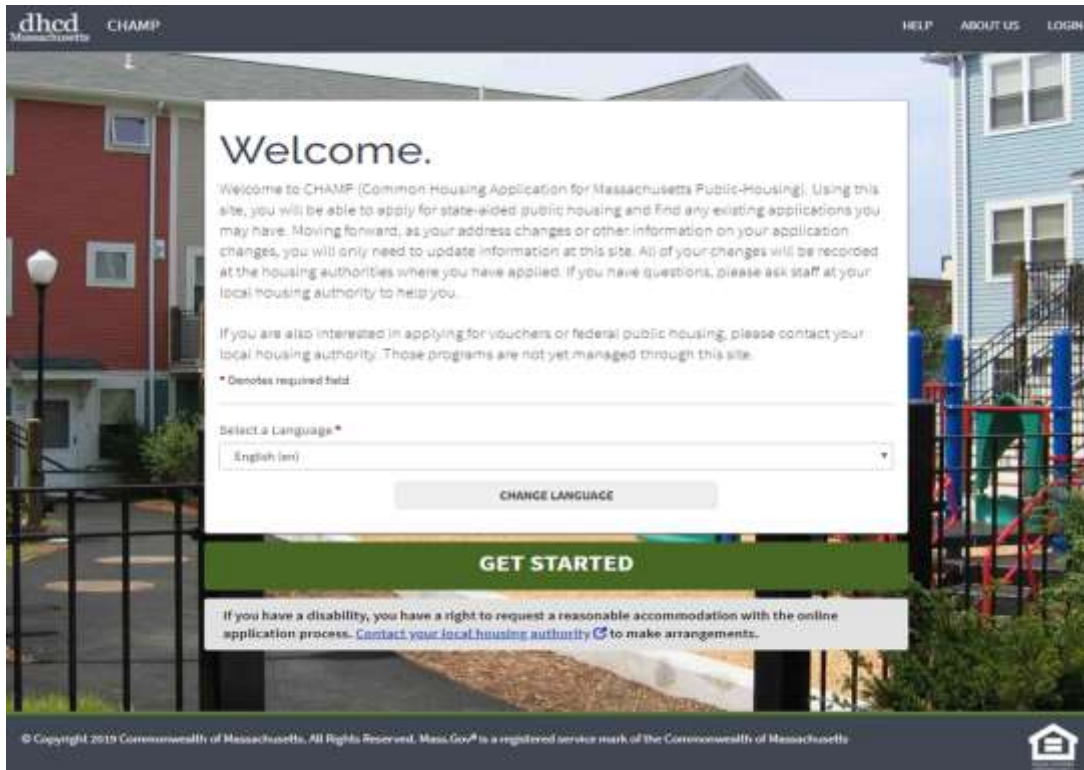 dhcd
Massachusetts
CHAMP
HELP
ABOUT US
LOGIN
Welcome.
Welcome to CHAMP (Common Housing Application for Massachusetts Public-Housing). Using this
site, you will be able to apply for state-aided public housing and find any existing applications you
may have. Moving forward, as your address changes or other information on your application
changes, you will only need to update information at this site. All of your changes will be recorded
at the housing authorities where you have applied. If you have questions, please ask staff at your
local housing authority to help you.
If you are also interested in applying for vouchers or federal public housing, please contact your
local housing authority. Those programs are not yet managed through this site.
* Denotes required field
Select a Language *
English (en)
CHANGE LANGUAGE
GET STARTED
If you have a disability, you have a right to request a reasonable accommodation with the online
application process. Contact your local housing authority to make arrangements.
© Copyright 2019 Commonwealth of Massachusetts. All Rights Reserved. Mass.Gov® is a registered service mark of the Commonwealth of Massachusetts